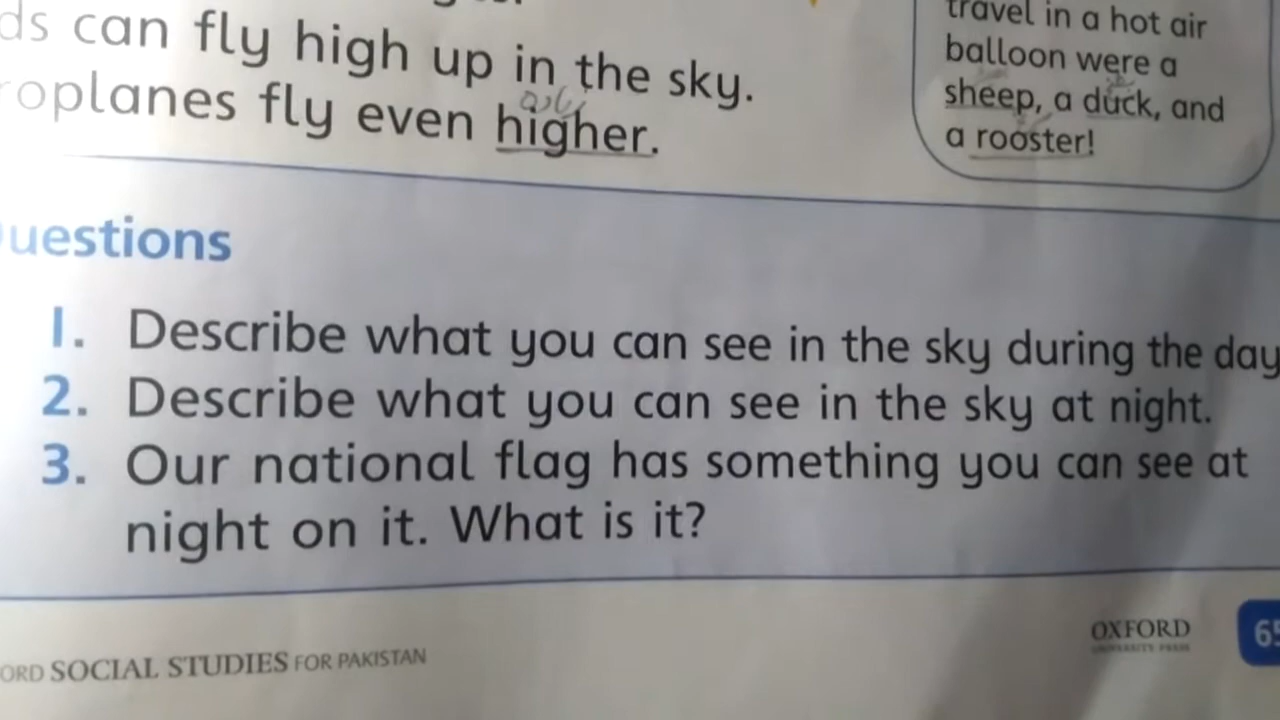 ds can fly high up in the sky.
roplanes fly even higher.
travel in a hot air
balloon were a
sheep, a duck, and
a rooster!
uestions
1. Describe what you can see in the sky during the day
2. Describe what you can see in the sky at night.
3. Our national flag has something you can see at
night on it. What is it?
ORD SOCIAL STUDIES FOR PAKISTAN
OXFORD
UNIVERSITY PRESS
65